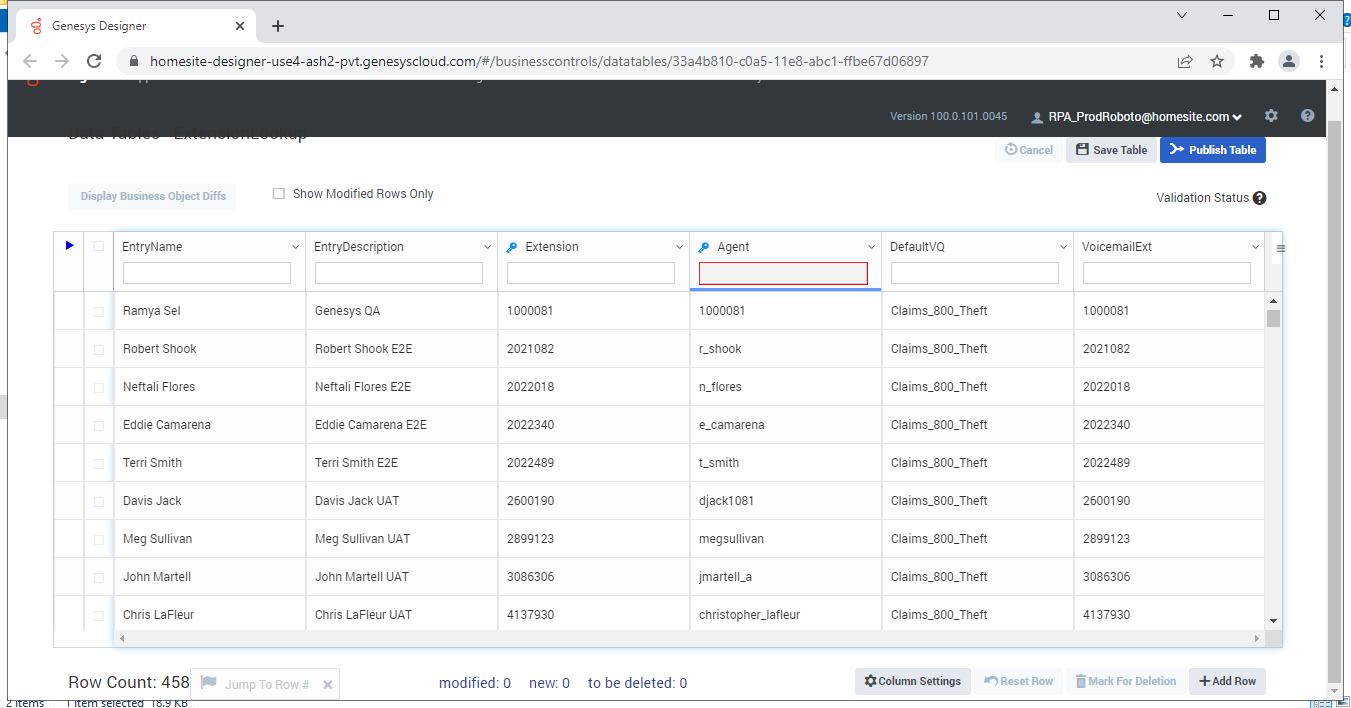 Genesys Designer
homesite-designer-use4-ash2-pvt.genesyscloud.com/#/businesscontrols/datatables/33a4b810-c0a5-11e8-abc1-ffbe67d06897
Version 100.0.101.0045 RPA_ProdRoboto@homesite.com
Data Tables - ExtensionLookup
Cancel Save Table Publish Table
Display Business Object Diffs Show Modified Rows Only Validation Status
EntryName EntryDescription Extension Agent DefaultVQ VoicemailExt
Ramya Sel Genesys QA 1000081 1000081 Claims_800_Theft 1000081
Robert Shook Robert Shook E2E 2021082 r_shook Claims_800_Theft 2021082
Neftali Flores Neftali Flores E2E 2022018 n_flores Claims_800_Theft 2022018
Eddie Camarena Eddie Camarena E2E 2022340 e_camarena Claims_800_Theft 2022340
Terri Smith Terri Smith E2E 2022489 t_smith Claims_800_Theft 2022489
Davis Jack Davis Jack UAT 2600190 djack1081 Claims_800_Theft 2600190
Meg Sullivan Meg Sullivan UAT 2899123 megsullivan Claims_800_Theft 2899123
John Martell John Martell UAT 3086306 jmartell_a Claims_800_Theft 3086306
Chris LaFleur Chris LaFleur UAT 4137930 christopher_lafleur Claims_800_Theft 4137930
Row Count: 458 Jump To Row # modified: 0 new: 0 to be deleted: 0 Column Settings Reset Row Mark For Deletion Add Row
2 items 1 item selected 18.9 KB